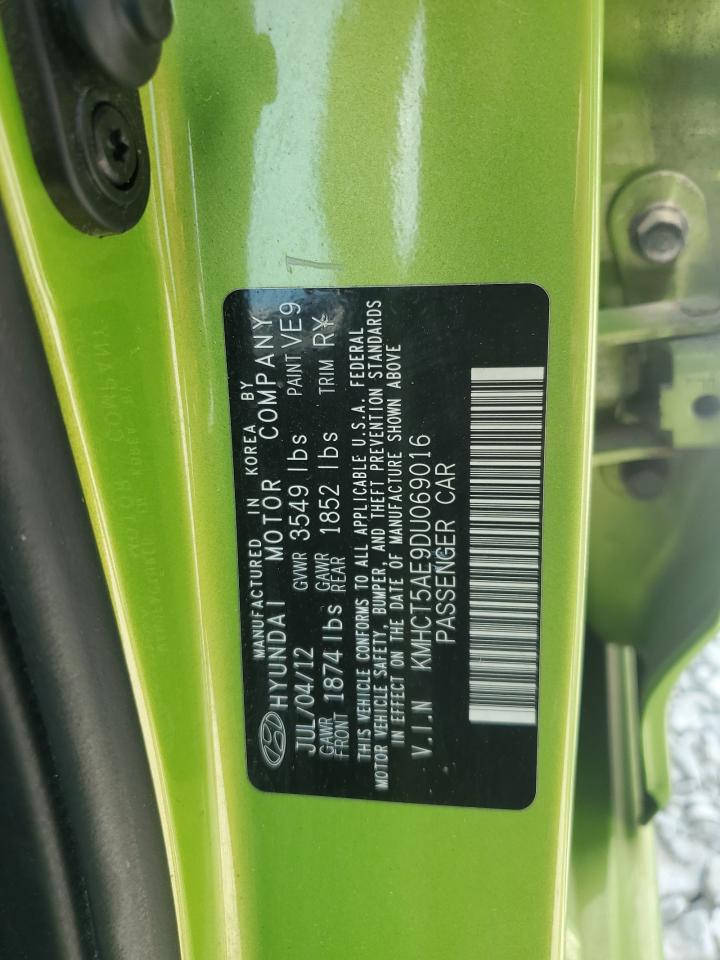 MANUFACTURED IN KOREA BY
HYUNDAI MOTOR COMPANY
JUL/04/12 GVWR 3549 lbs PAINT VE9
GAWR FRONT 1874 lbs GAWR REAR 1852 lbs TRIM RY
THIS VEHICLE CONFORMS TO ALL APPLICABLE U.S.A. FEDERAL
MOTOR VEHICLE SAFETY, BUMPER, AND THEFT PREVENTION STANDARDS
IN EFFECT ON THE DATE OF MANUFACTURE SHOWN ABOVE
V.I.N KMHCT5AE9DU069016
PASSENGER CAR